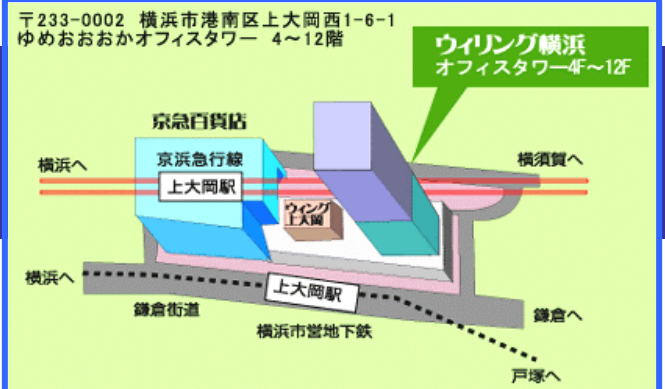 〒233-0002 横浜市港南区上大岡西1-6-1
ゆめおおおかオフィスタワー 4～12階
ウィリング横浜
オフィスタワー4F～12F
京急百貨店
横浜へ
京浜急行線
横須賀へ
上大岡駅
ウィング
上大岡
横浜へ
上大岡駅
鎌倉街道
鎌倉へ
横浜市営地下鉄
戸塚へ